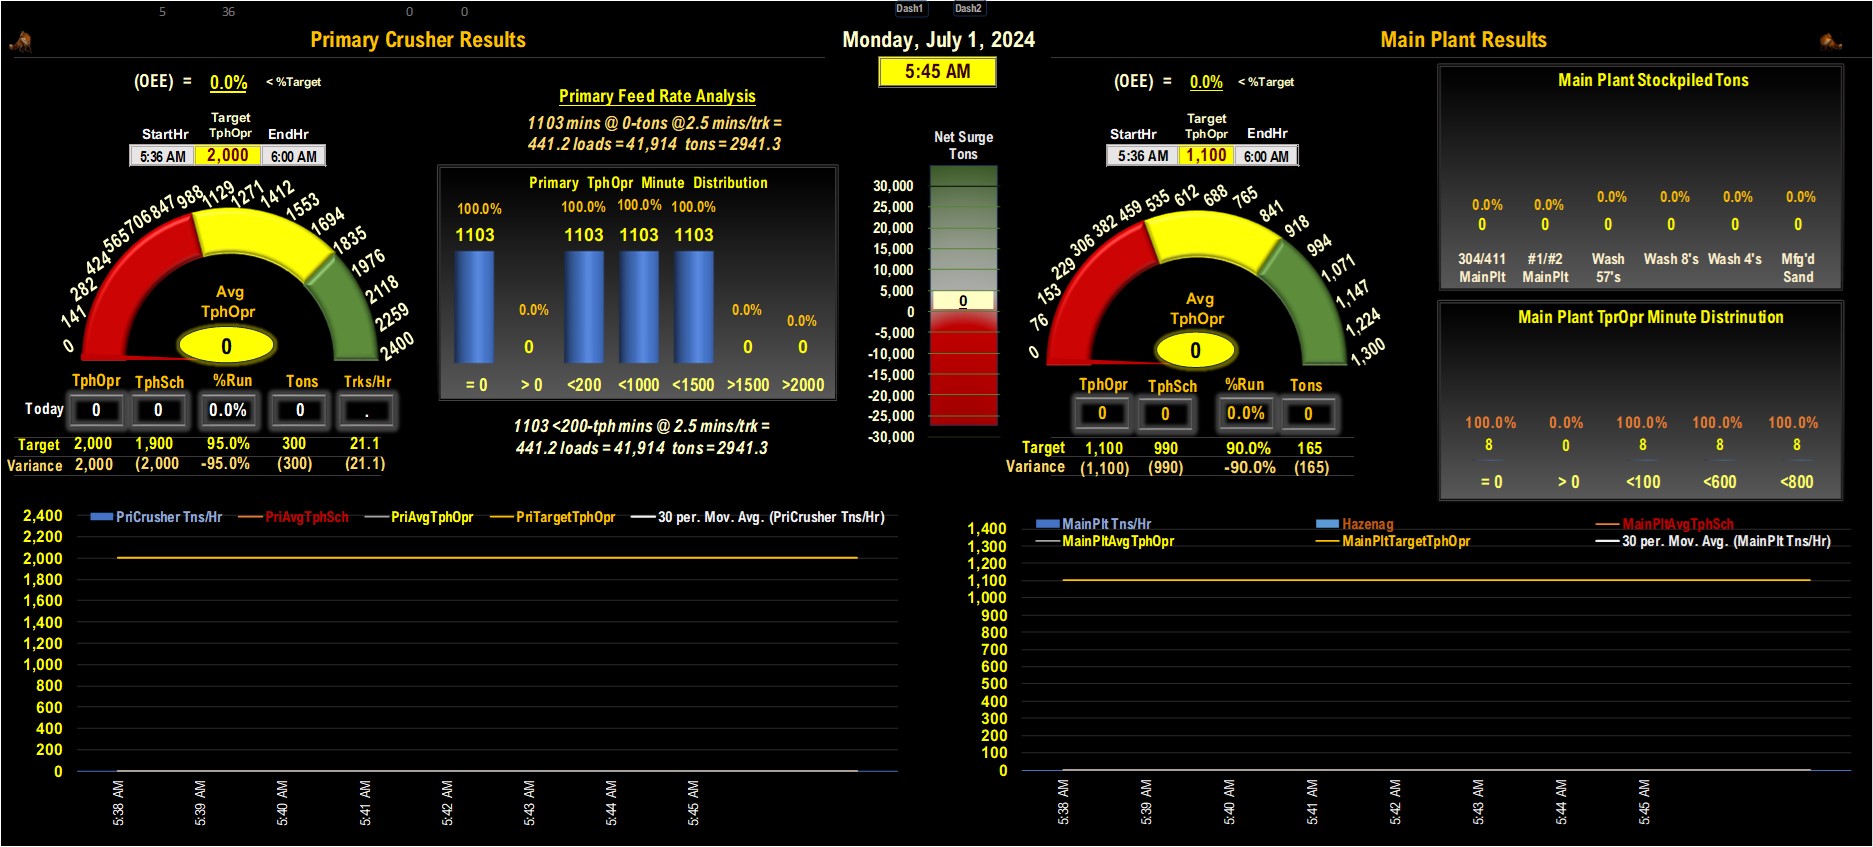 5 36 0 0 Dash1 Dash2
Primary Crusher Results
Monday, July 1, 2024
5:45 AM
Main Plant Results
(OEE) = 0.0% < %Target
Target
StartHr TphOpr EndHr
5:36 AM 2,000 6:00 AM
0 141 282 424 565 706 847 988 1129 1271 1412 1553 1694 1835 1976 2118 2259 2400
Avg
TphOpr
0
TphOpr TphSch %Run Tons Trks/Hr
Today 0 0 0.0% 0 .
Target 2,000 1,900 95.0% 300 21.1
Variance 2,000 (2,000 -95.0% (300) (21.1)
Primary Feed Rate Analysis
1103 mins @ 0-tons @2.5 mins/trk =
441.2 loads = 41,914 tons = 2941.3
Primary TphOpr Minute Distribution
100.0% 0.0% 100.0% 100.0% 100.0% 0.0% 0.0%
1103 0 1103 1103 1103 0 0
= 0 > 0 <200 <1000 <1500 >1500 >2000
1103 <200-tph mins @ 2.5 mins/trk =
441.2 loads = 41,914 tons = 2941.3
Net Surge
Tons
30,000
25,000
20,000
15,000
10,000
5,000
0
0
-5,000
-10,000
-15,000
-20,000
-25,000
-30,000
(OEE) = 0.0% < %Target
Target
StartHr TphOpr EndHr
5:36 AM 1,100 6:00 AM
0 76 153 229 306 382 459 535 612 688 765 841 918 994 1,071 1,147 1,224 1,300
Avg
TphOpr
0
TphOpr TphSch %Run Tons
0 0 0.0% 0
Target 1,100 990 90.0% 165
Variance (1,100) (990) -90.0% (165)
Main Plant Stockpiled Tons
0.0% 0.0% 0.0% 0.0% 0.0%
0 0 0 0 0
304/411 #1/#2 Wash Wash 8's Wash 4's Mfg'd
MainPlt MainPlt 57's Sand
Main Plant TprOpr Minute Distrinution
100.0% 0.0% 100.0% 100.0% 100.0%
8 0 8 8 8
= 0 > 0 <100 <600 <800
PriCrusher Tns/Hr PriAvgTphSch PriAvgTphOpr PriTargetTphOpr 30 per. Mov. Avg. (PriCrusher Tns/Hr)
2,400
2,200
2,000
1,800
1,600
1,400
1,200
1,000
800
600
400
200
0
5:38 AM 5:39 AM 5:40 AM 5:41 AM 5:42 AM 5:43 AM 5:44 AM 5:45 AM
MainPlt Tns/Hr Hazenag MainPltAvgTphSch
MainPltAvgTphOpr MainPltTargetTphOpr 30 per. Mov. Avg. (MainPlt Tns/Hr)
1,400
1,300
1,200
1,100
1,000
900
800
700
600
500
400
300
200
100
0
5:38 AM 5:39 AM 5:40 AM 5:41 AM 5:42 AM 5:43 AM 5:44 AM 5:45 AM